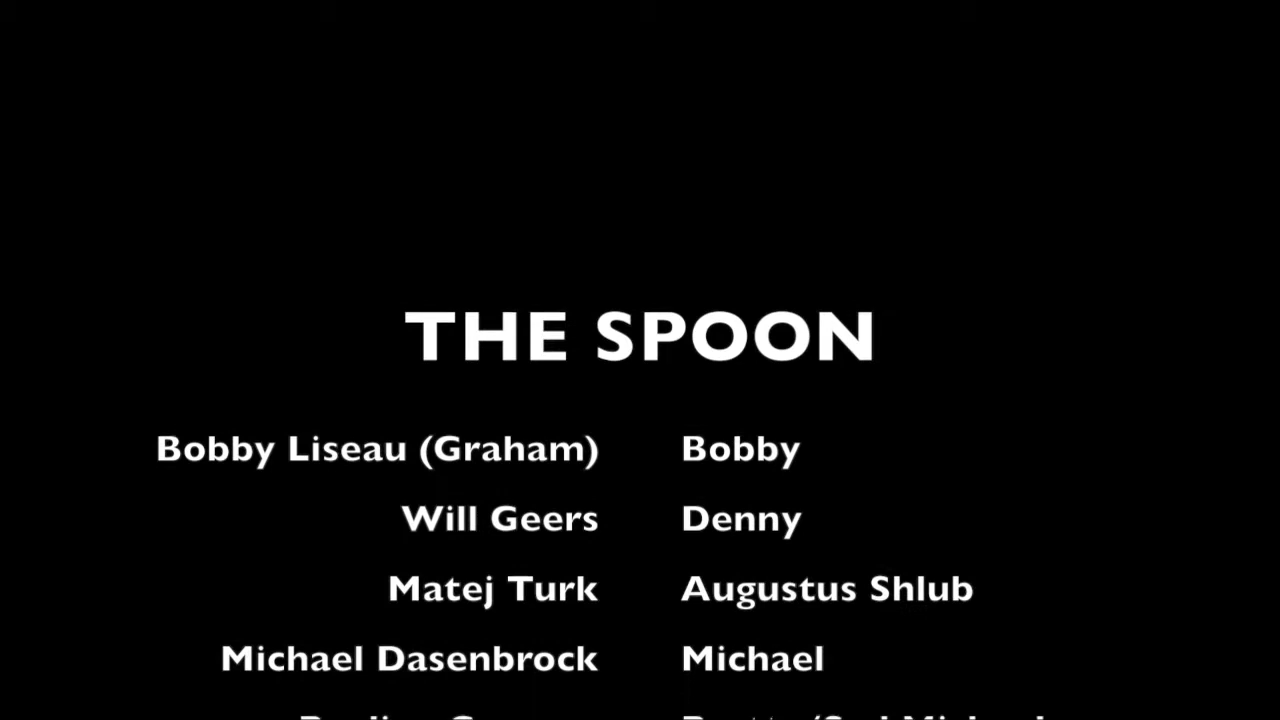 THE SPOON
Bobby Liseau (Graham) Bobby
Will Geers Denny
Matej Turk Augustus Shlub
Michael Dasenbrock Michael